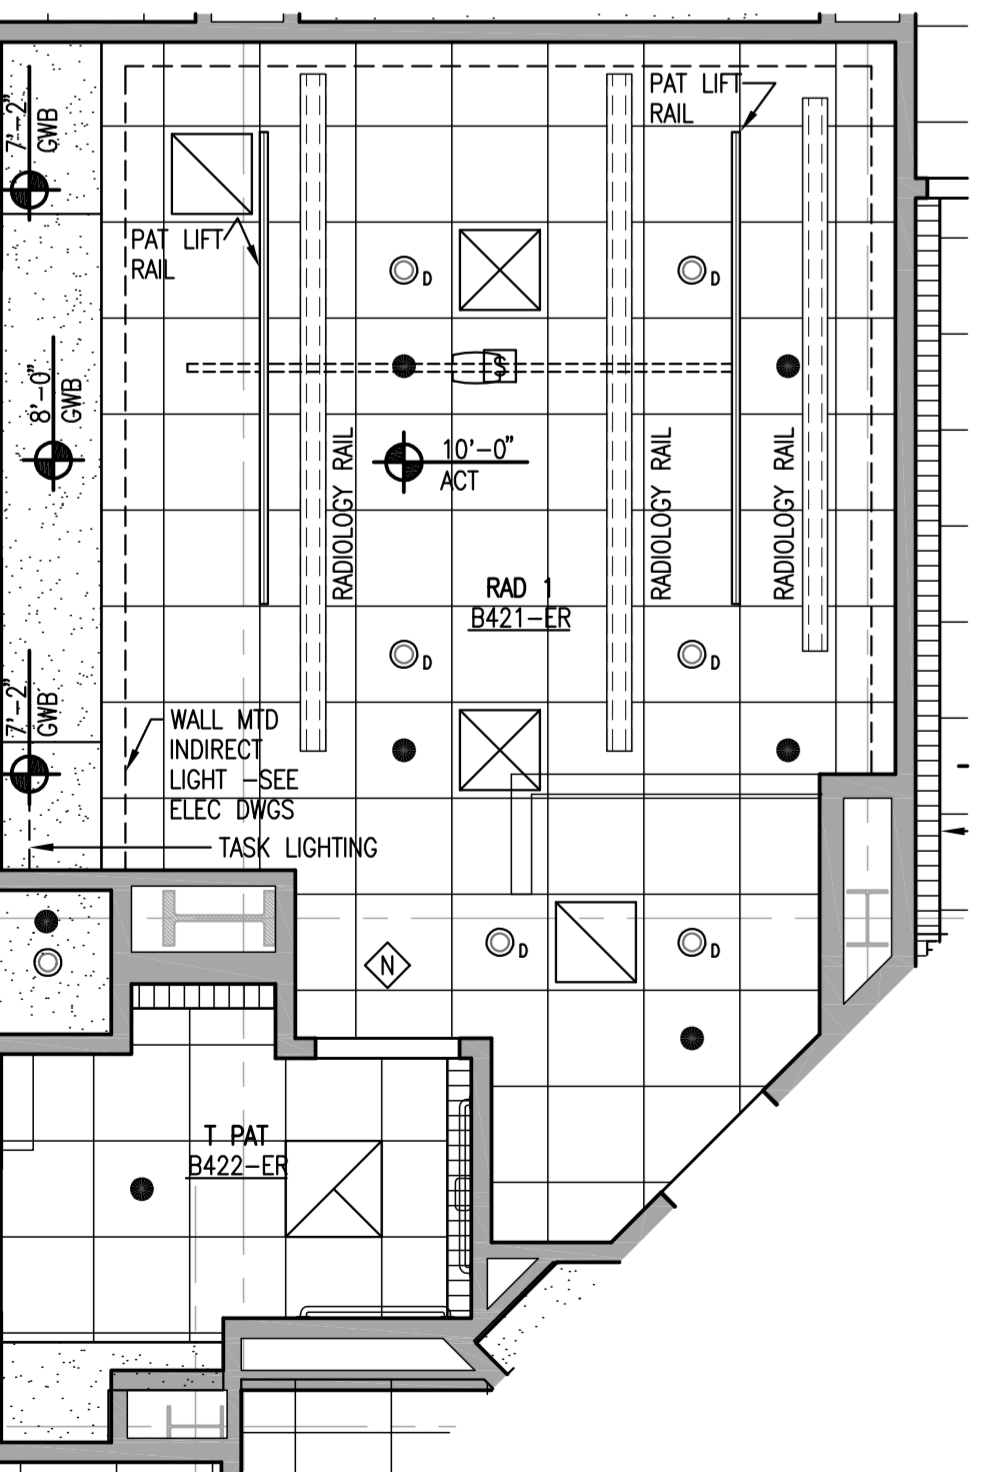 7'-2"
GWB
PAT LIFT
RAIL
PAT LIFT
RAIL
D
D
S
8'-0"
GWB
10'-0"
ACT
RADIOLOGY RAIL
RADIOLOGY RAIL
RADIOLOGY RAIL
RAD 1
B421-ER
D
D
7'-2"
GWB
WALL MTD
INDIRECT
LIGHT -SEE
ELEC DWGS
TASK LIGHTING
D
D
N
T PAT
B422-ER